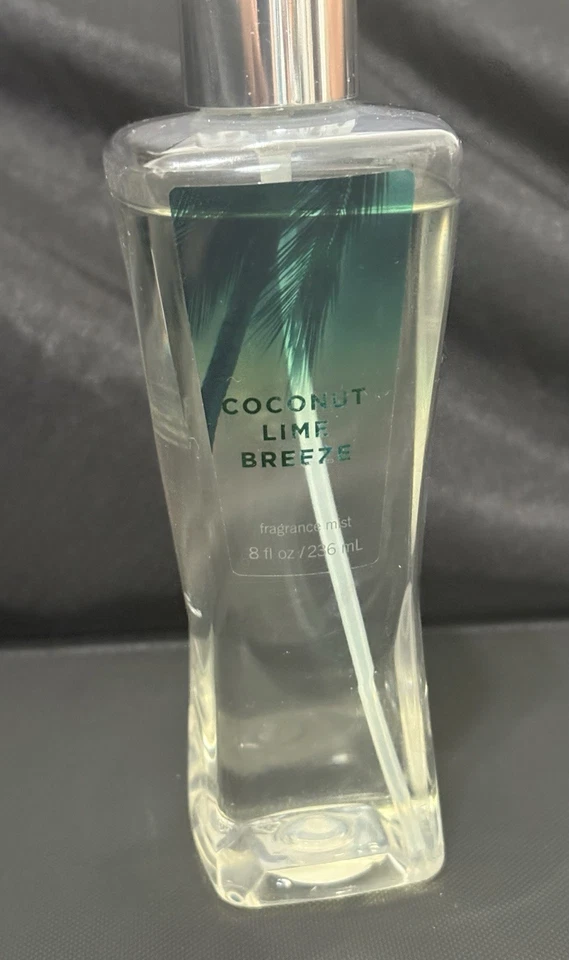 COCONUT
LIME
BREEZE
fragrance mist
8 fl oz / 236 mL